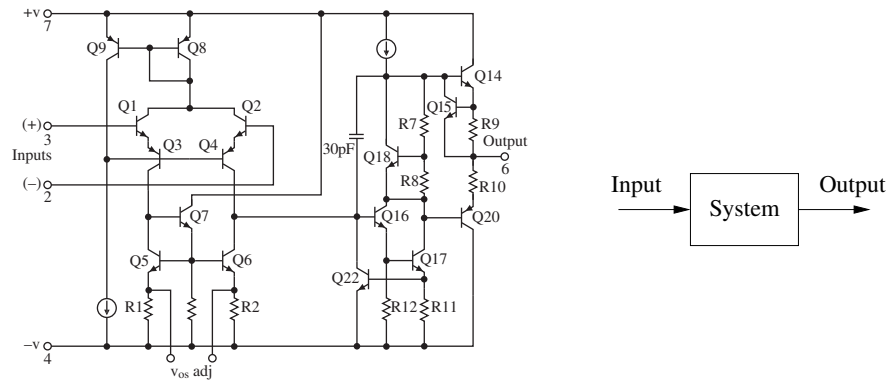 +v
7
Q9
Q8
Q14
Q1
Q2
Q15
(+)
3
Q3
Q4
R7
R9
Output
6
Inputs
30pF
Q18
(−)
2
R8
R10
Q7
Q16
Q20
Q5
Q6
Q22
Q17
R1
R2
R12
R11
−v
4
vos adj
Input
System
Output